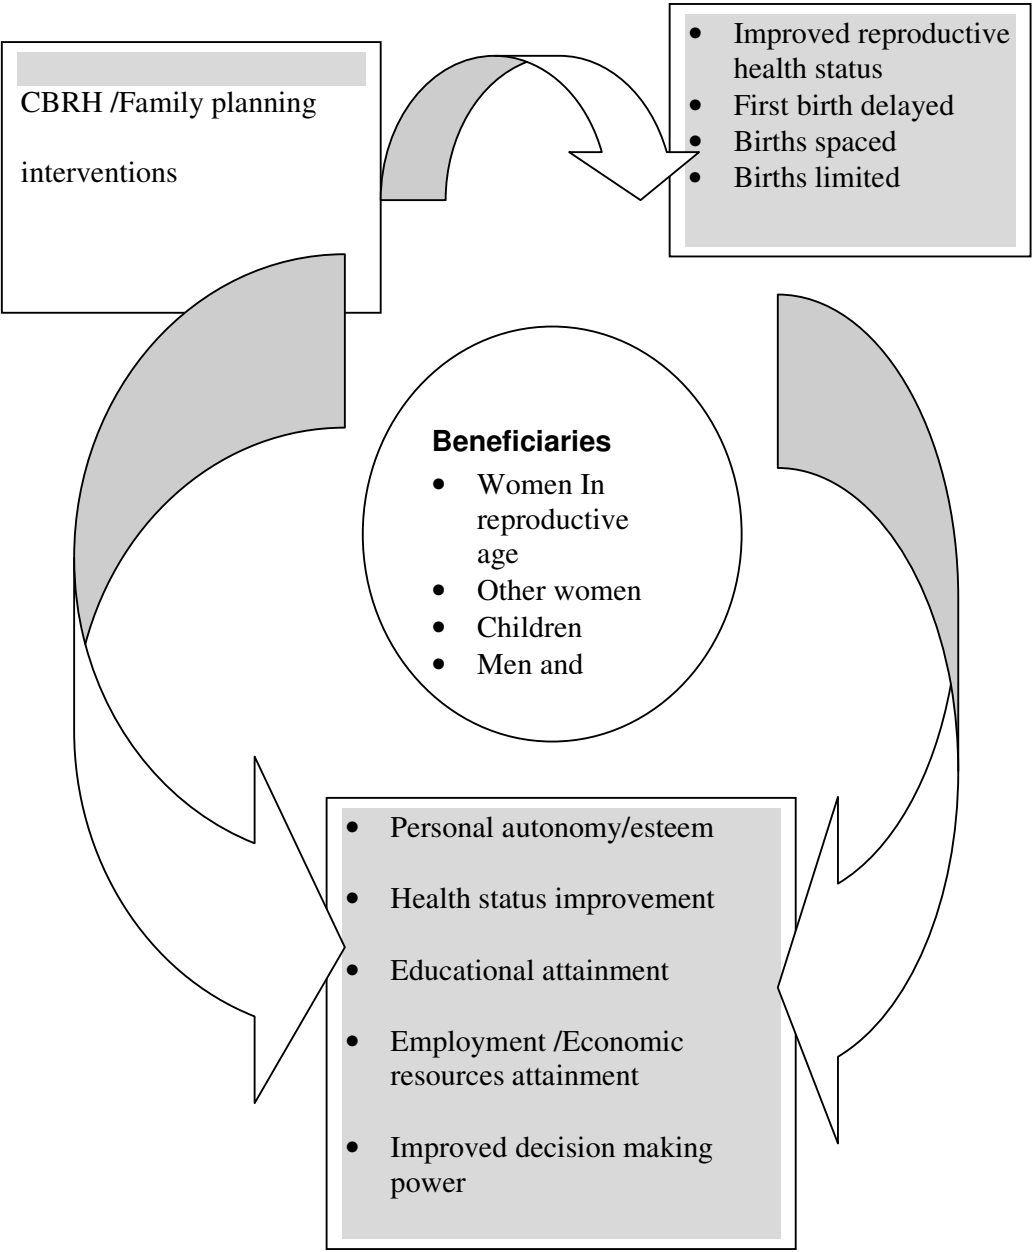 CBRH /Family planning
interventions
• Improved reproductive
health status
• First birth delayed
• Births spaced
• Births limited
Beneficiaries
• Women In
reproductive
age
• Other women
• Children
• Men and
• Personal autonomy/esteem
• Health status improvement
• Educational attainment
• Employment /Economic
resources attainment
• Improved decision making
power